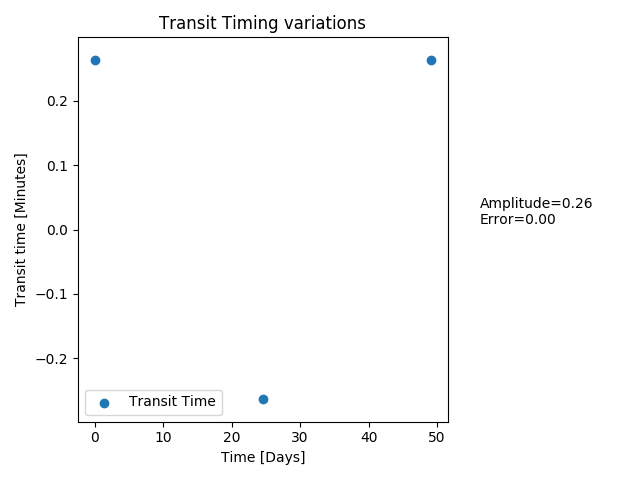 Transit Timing variations
Transit time [Minutes]
0.2
0.1
0.0
−0.1
−0.2
Amplitude=0.26
Error=0.00
Transit Time
0 10 20 30 40 50
Time [Days]